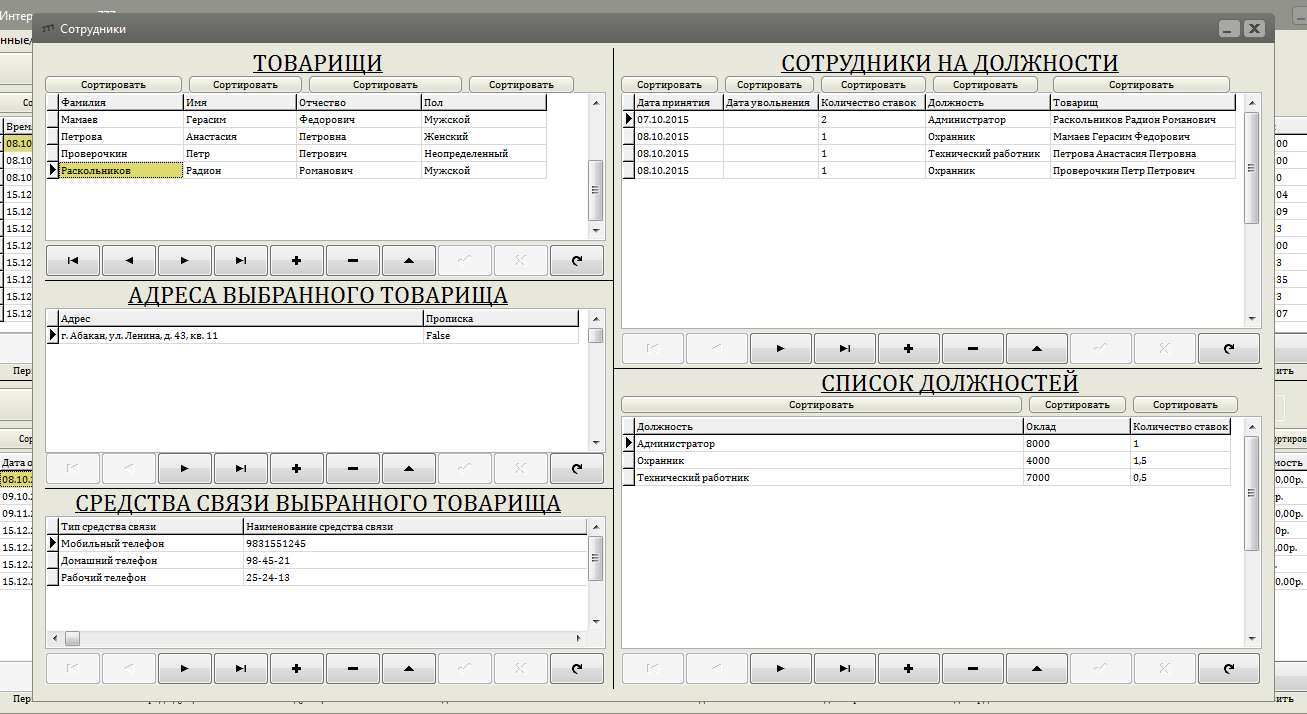 Интер
777
777 Сотрудники
нные/
ТОВАРИЩИ
Сортировать Сортировать Сортировать Сортировать
Фамилия Имя Отчество Пол
Мамаев Герасим Федорович Мужской
Петрова Анастасия Петровна Женский
Проверочкин Петр Петрович Неопределенный
Раскольников Радион Романович Мужской
АДРЕСА ВЫБРАННОГО ТОВАРИЩА
Адрес Прописка
г. Абакан, ул. Ленина, д. 43, кв. 11 False
СРЕДСТВА СВЯЗИ ВЫБРАННОГО ТОВАРИЩА
Тип средства связи Наименование средства связи
Мобильный телефон 9831551245
Домашний телефон 98-45-21
Рабочий телефон 25-24-13
СОТРУДНИКИ НА ДОЛЖНОСТИ
Сортировать Сортировать Сортировать Сортировать Сортировать
Дата принятия Дата увольнения Количество ставок Должность Товарищ
07.10.2015 2 Администратор Раскольников Радион Романович
08.10.2015 1 Охранник Мамаев Герасим Федорович
08.10.2015 1 Технический работник Петрова Анастасия Петровна
08.10.2015 1 Охранник Проверочкин Петр Петрович
СПИСОК ДОЛЖНОСТЕЙ
Сортировать Сортировать Сортировать
Должность Оклад Количество ставок
Администратор 8000 1
Охранник 4000 1,5
Технический работник 7000 0,5
Со
Врем
08.10
08.10
08.10
15.12
15.12
15.12
15.12
15.12
15.12
15.12
15.12
Пер
Сор
Дата о
08.10.
09.10.
09.11.
15.12.
15.12.
15.12.
15.12.
Пер
00
00
0
04
09
3
00
3
35
3
07
ить
ртиров
мость
0,00р.
р.
0,00р.
0р.
,00р.
0,00р.
ить